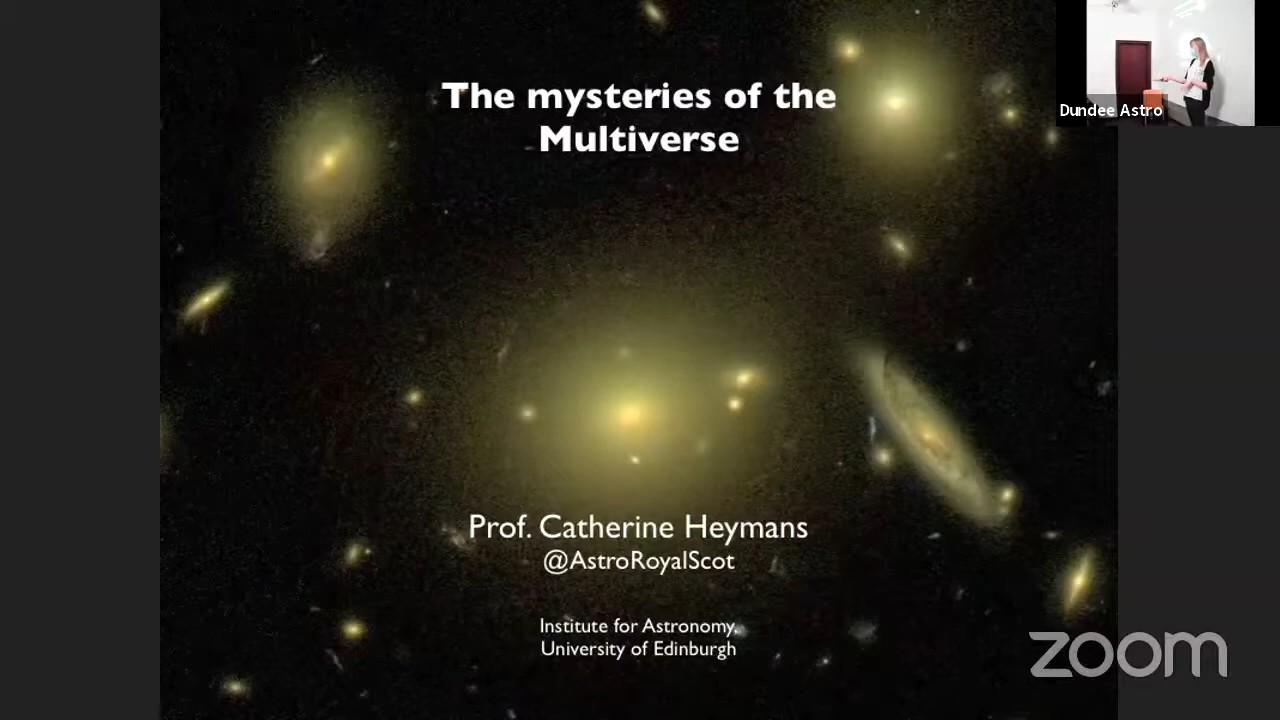 The mysteries of the
Multiverse
Dundee Astro
Prof. Catherine Heymans
@AstroRoyalScot
Institute for Astronomy,
University of Edinburgh
zoom